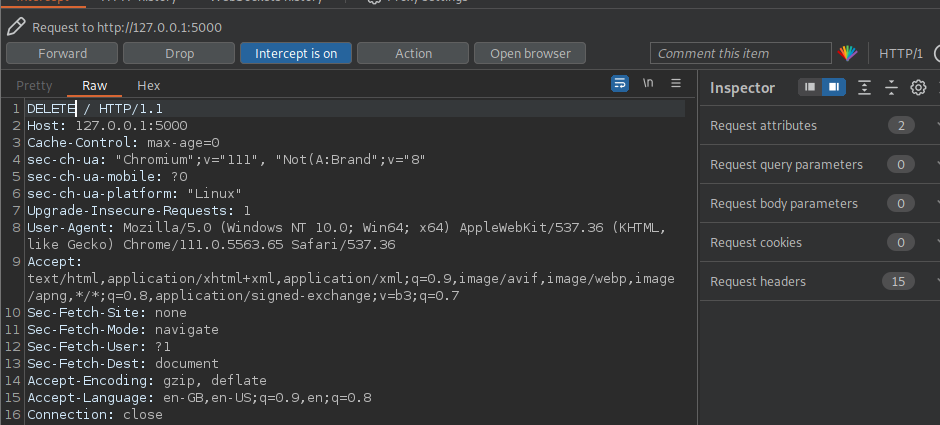 Request to http://127.0.0.1:5000
Forward Drop Intercept is on Action Open browser Comment this item HTTP/1
Pretty Raw Hex \n
Inspector
1 DELETE / HTTP/1.1
2 Host: 127.0.0.1:5000
3 Cache-Control: max-age=0
4 sec-ch-ua: "Chromium";v="111", "Not(A:Brand";v="8"
5 sec-ch-ua-mobile: ?0
6 sec-ch-ua-platform: "Linux"
7 Upgrade-Insecure-Requests: 1
8 User-Agent: Mozilla/5.0 (Windows NT 10.0; Win64; x64) AppleWebKit/537.36 (KHTML,
like Gecko) Chrome/111.0.5563.65 Safari/537.36
9 Accept:
text/html,application/xhtml+xml,application/xml;q=0.9,image/avif,image/webp,image
/apng,*/*;q=0.8,application/signed-exchange;v=b3;q=0.7
10 Sec-Fetch-Site: none
11 Sec-Fetch-Mode: navigate
12 Sec-Fetch-User: ?1
13 Sec-Fetch-Dest: document
14 Accept-Encoding: gzip, deflate
15 Accept-Language: en-GB,en-US;q=0.9,en;q=0.8
16 Connection: close
Request attributes 2
Request query parameters 0
Request body parameters 0
Request cookies 0
Request headers 15